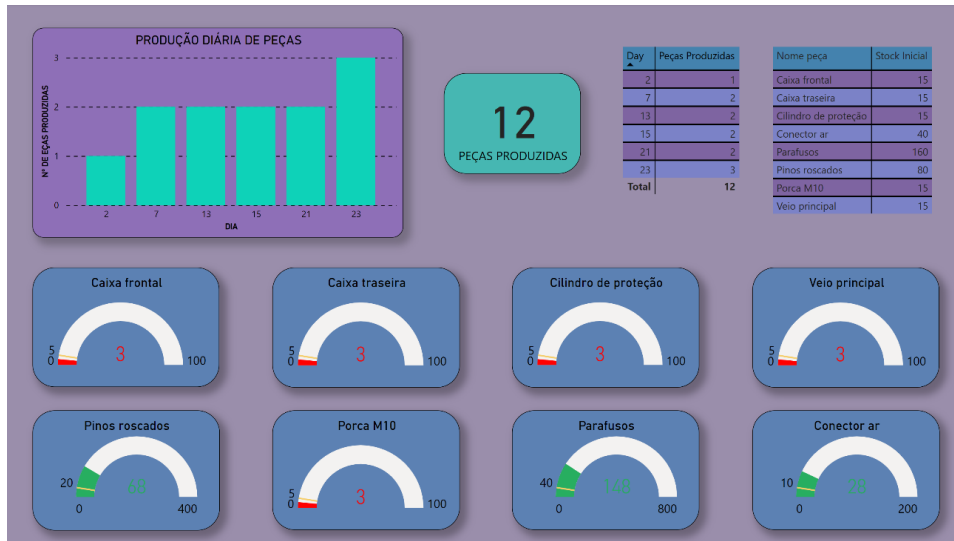 PRODUÇÃO DIÁRIA DE PEÇAS
Nº DE EÇAS PRODUZIDAS
3
2
1
0
2 7 13 15 21 23
DIA
12
PEÇAS PRODUZIDAS
Day Peças Produzidas
2 1
7 2
13 2
15 2
21 2
23 3
Total 12
Nome peça Stock Inicial
Caixa frontal 15
Caixa traseira 15
Cilindro de proteção 15
Conector ar 40
Parafusos 160
Pinos roscados 80
Porca M10 15
Veio principal 15
Caixa frontal
5
0 3 100
Caixa traseira
5
0 3 100
Cilindro de proteção
5
0 3 100
Veio principal
5
0 3 100
Pinos roscados
20
0 400
Porca M10
5
0 3 100
Parafusos
40
0 800
Conector ar
10
0 200